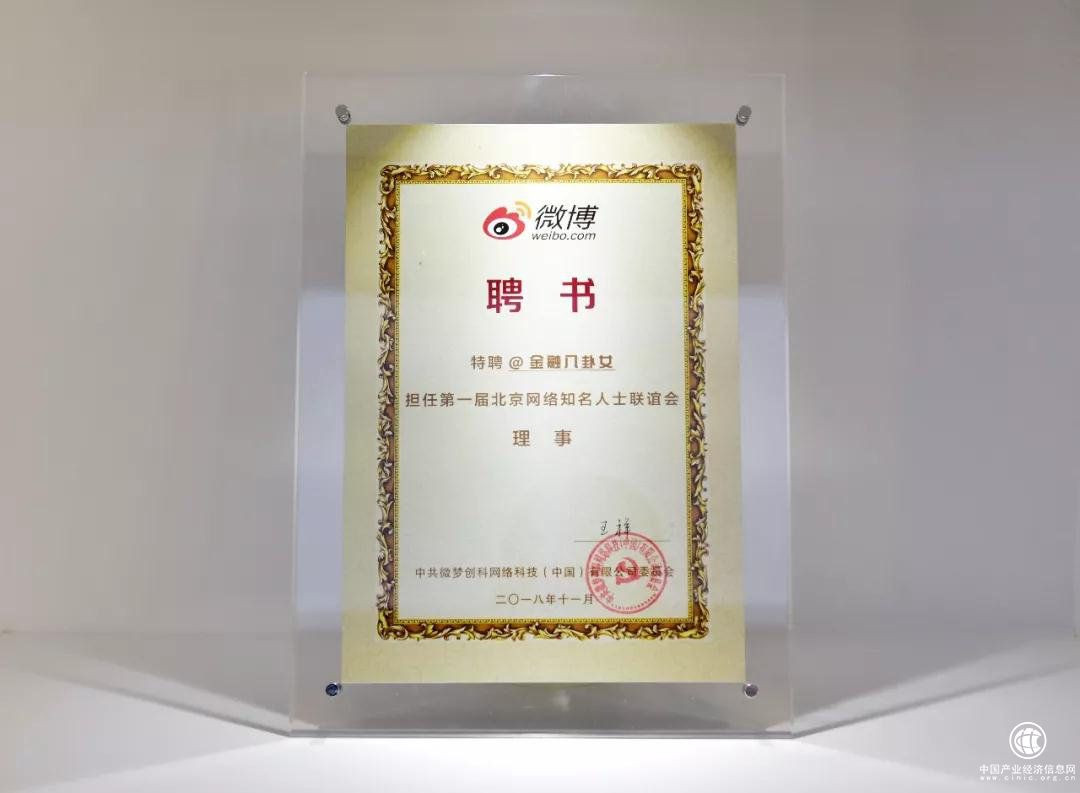 微博
weibo.com
聘 书
特聘 @ 金融八卦女
担任第一届北京网络知名人士联谊会
理 事
中共微梦创科网络科技（中国）有限公司委员会
二〇一八年十一月
中国产业经济信息网
www.cinic.org.cn